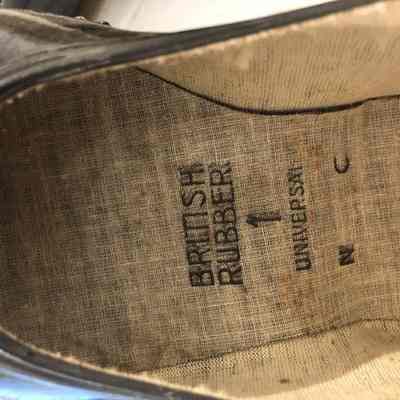 BRITISH
RUBBER
1
UNIVERSAL
N C